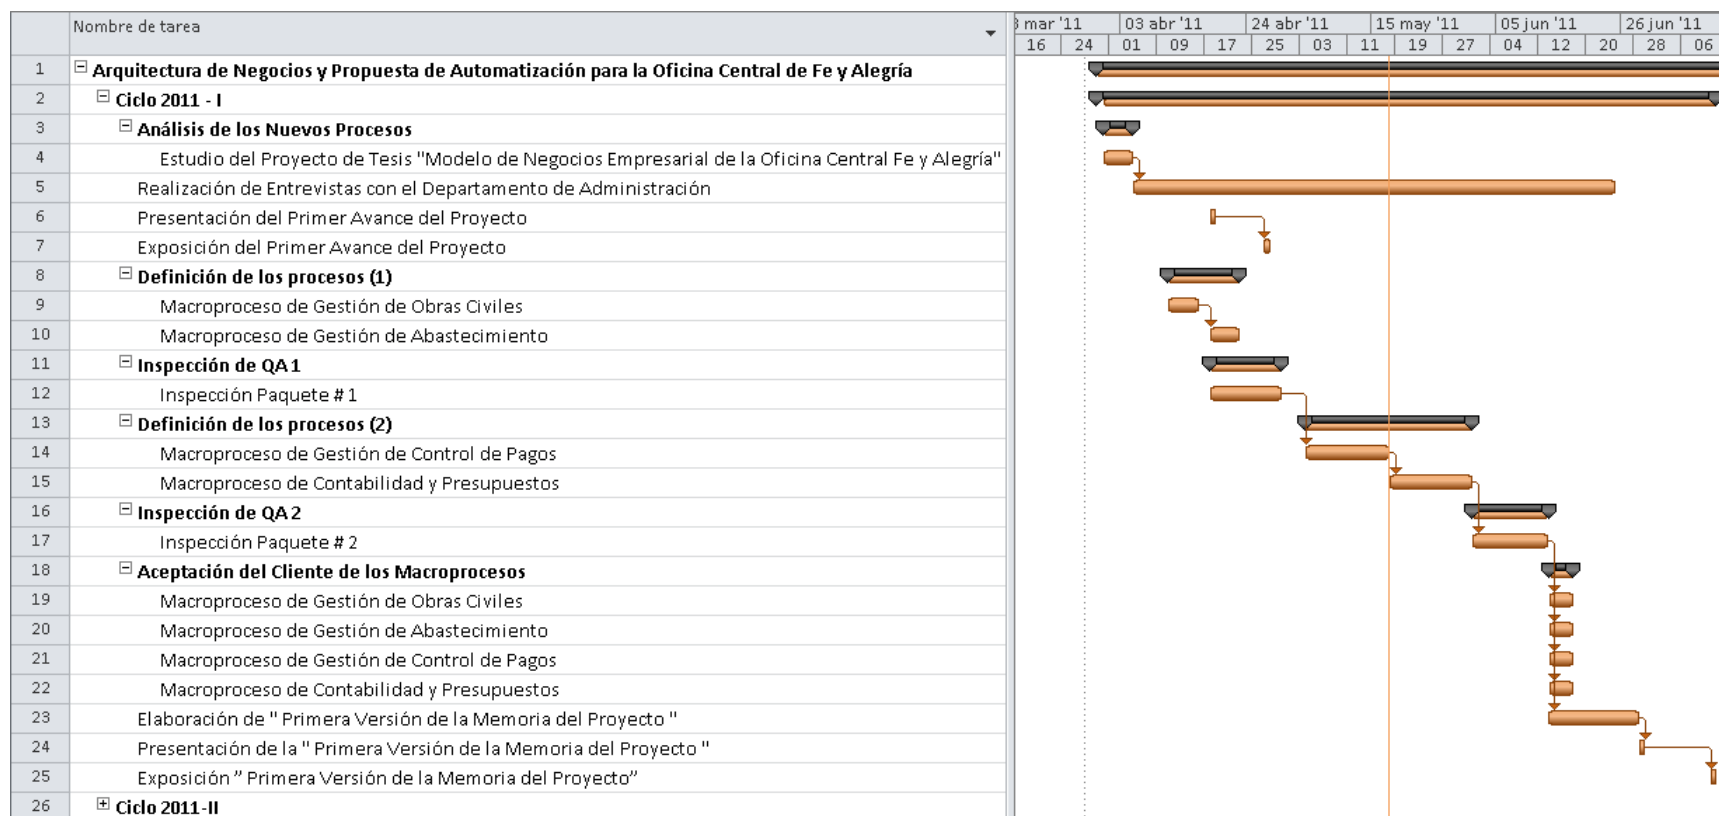 Nombre de tarea
3 mar '11 03 abr '11 24 abr '11 15 may '11 05 jun '11 26 jun '11
16 24 01 09 17 25 03 11 19 27 04 12 20 28 06
1 Arquitectura de Negocios y Propuesta de Automatización para la Oficina Central de Fe y Alegría
2 Ciclo 2011 - I
3 Análisis de los Nuevos Procesos
4 Estudio del Proyecto de Tesis "Modelo de Negocios Empresarial de la Oficina Central Fe y Alegría"
5 Realización de Entrevistas con el Departamento de Administración
6 Presentación del Primer Avance del Proyecto
7 Exposición del Primer Avance del Proyecto
8 Definición de los procesos (1)
9 Macroproceso de Gestión de Obras Civiles
10 Macroproceso de Gestión de Abastecimiento
11 Inspección de QA 1
12 Inspección Paquete # 1
13 Definición de los procesos (2)
14 Macroproceso de Gestión de Control de Pagos
15 Macroproceso de Contabilidad y Presupuestos
16 Inspección de QA 2
17 Inspección Paquete # 2
18 Aceptación del Cliente de los Macroprocesos
19 Macroproceso de Gestión de Obras Civiles
20 Macroproceso de Gestión de Abastecimiento
21 Macroproceso de Gestión de Control de Pagos
22 Macroproceso de Contabilidad y Presupuestos
23 Elaboración de " Primera Versión de la Memoria del Proyecto "
24 Presentación de la " Primera Versión de la Memoria del Proyecto "
25 Exposición ” Primera Versión de la Memoria del Proyecto”
26 Ciclo 2011-II